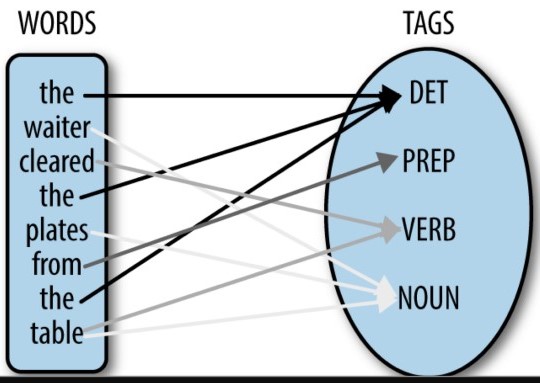 WORDS
TAGS
the
waiter
cleared
the
plates
from
the
table
DET
PREP
VERB
NOUN